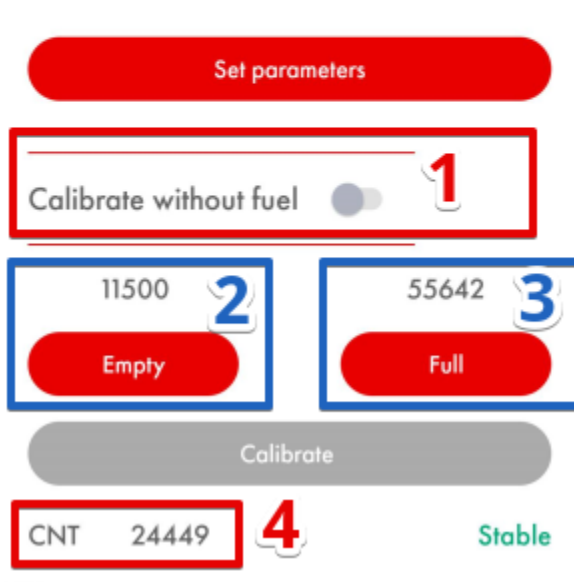 Set parameters
Calibrate without fuel 1
11500 2 55642 3
Empty Full
Calibrate
CNT 24449 4 Stable